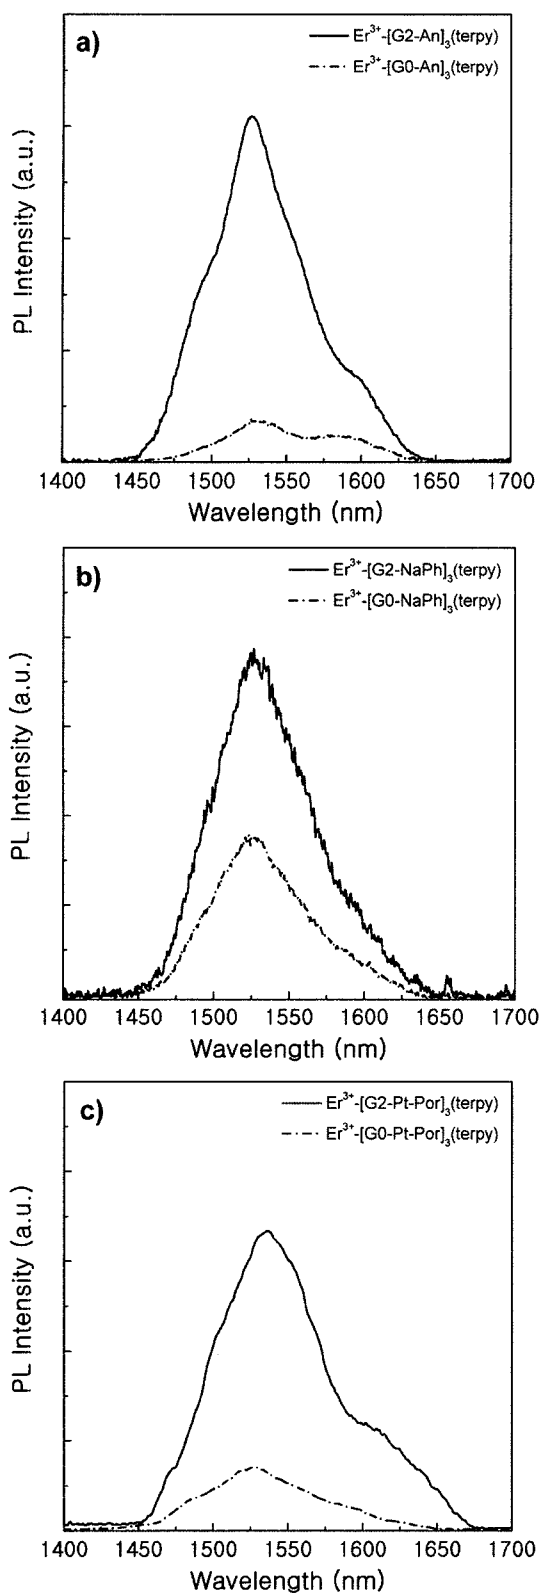 a)
Er³⁺-[G2-An]₃(terpy)
Er³⁺-[G0-An]₃(terpy)
PL Intensity (a.u.)
1400 1450 1500 1550 1600 1650 1700
Wavelength (nm)
b)
Er³⁺-[G2-NaPh]₃(terpy)
Er³⁺-[G0-NaPh]₃(terpy)
PL Intensity (a.u.)
1400 1450 1500 1550 1600 1650 1700
Wavelength (nm)
c)
Er³⁺-[G2-Pt-Por]₃(terpy)
Er³⁺-[G0-Pt-Por]₃(terpy)
PL Intensity (a.u.)
1400 1450 1500 1550 1600 1650 1700
Wavelength (nm)